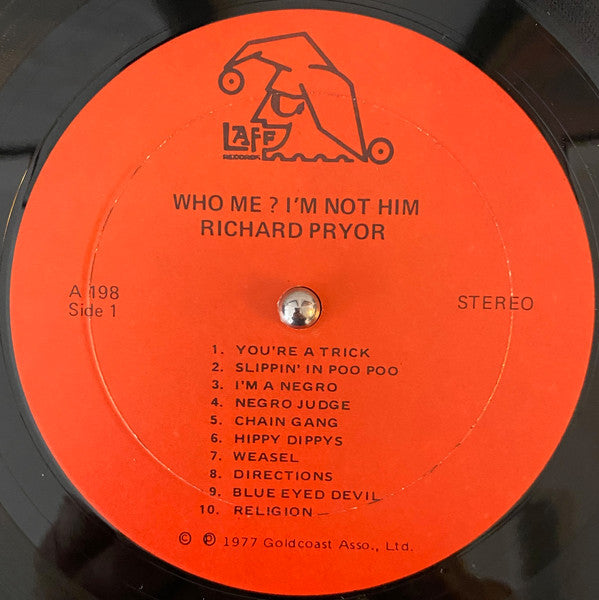 LAFF
RECORDS
WHO ME ? I'M NOT HIM
RICHARD PRYOR
A 198
Side 1
STEREO
1. YOU'RE A TRICK
2. SLIPPIN' IN POO POO
3. I'M A NEGRO
4. NEGRO JUDGE
5. CHAIN GANG
6. HIPPY DIPPYS
7. WEASEL
8. DIRECTIONS
9. BLUE EYED DEVIL
10. RELIGION
© ℗ 1977 Goldcoast Asso., Ltd.